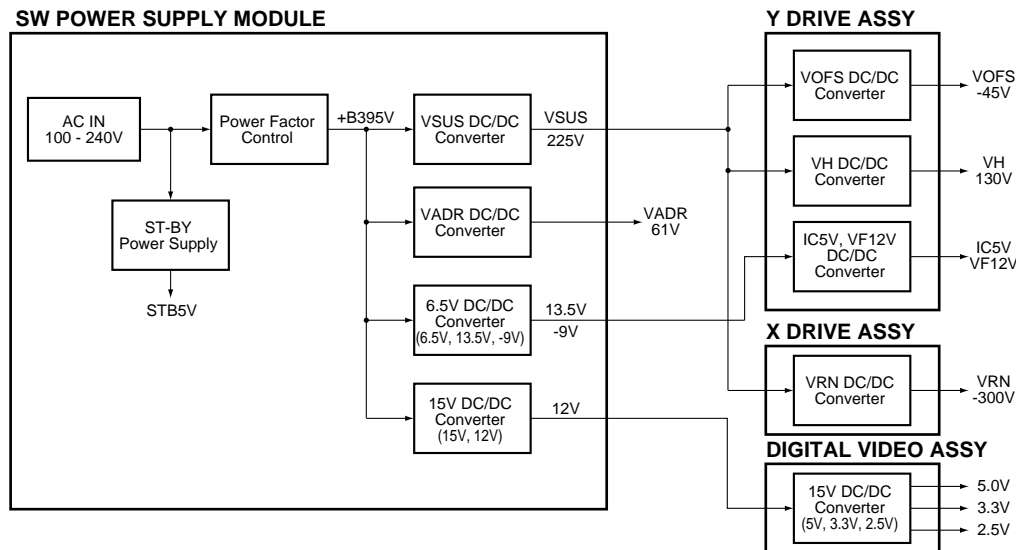 SW POWER SUPPLY MODULE
AC IN
100 - 240V
Power Factor
Control
+B395V
VSUS DC/DC
Converter
VSUS
225V
ST-BY
Power Supply
STB5V
VADR DC/DC
Converter
VADR
61V
6.5V DC/DC
Converter
(6.5V, 13.5V, -9V)
13.5V
-9V
15V DC/DC
Converter
(15V, 12V)
12V
Y DRIVE ASSY
VOFS DC/DC
Converter
VOFS
-45V
VH DC/DC
Converter
VH
130V
IC5V, VF12V
DC/DC
Converter
IC5V
VF12V
X DRIVE ASSY
VRN DC/DC
Converter
VRN
-300V
DIGITAL VIDEO ASSY
15V DC/DC
Converter
(5V, 3.3V, 2.5V)
5.0V
3.3V
2.5V